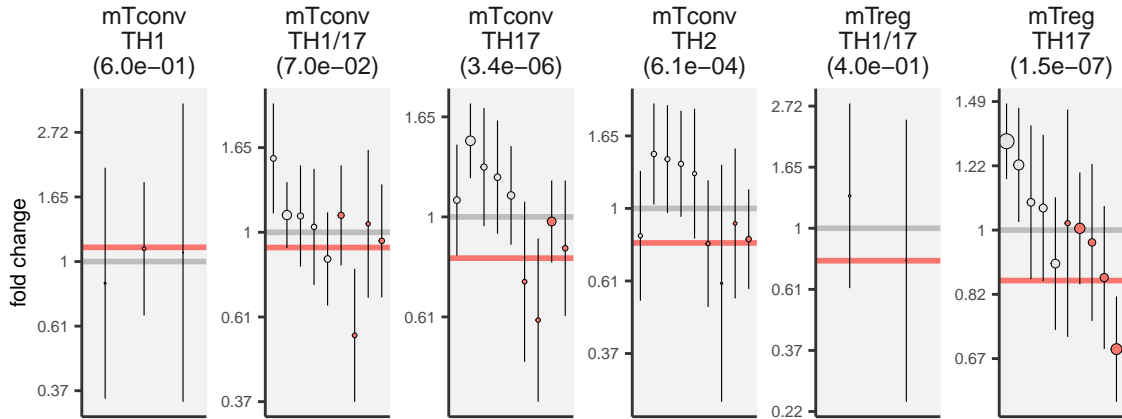 mTconv
TH1
(6.0e−01)
mTconv
TH1/17
(7.0e−02)
mTconv
TH17
(3.4e−06)
mTconv
TH2
(6.1e−04)
mTreg
TH1/17
(4.0e−01)
mTreg
TH17
(1.5e−07)
fold change
2.72
1.65
1
0.61
0.37
1.65
1
0.61
0.37
1.65
1
0.61
1.65
1
0.61
0.37
2.72
1.65
1
0.61
0.37
0.22
1.49
1.22
1
0.82
0.67